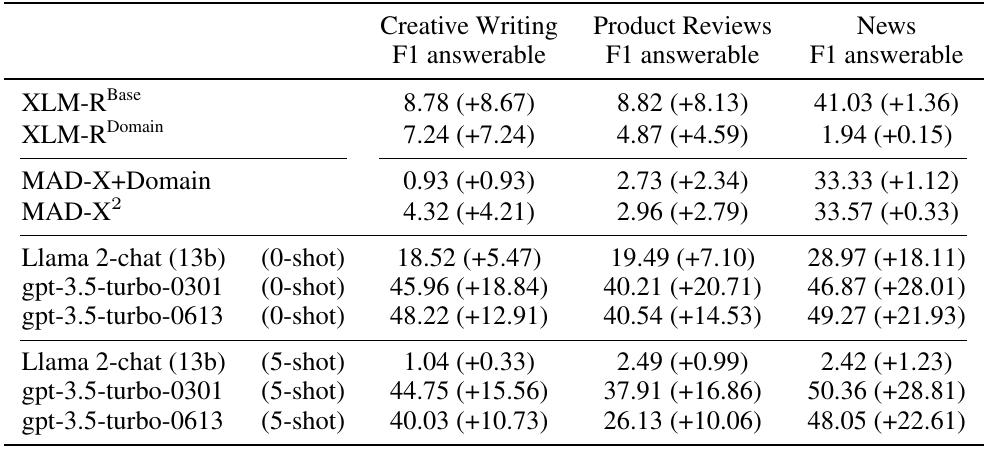 Creative Writing Product Reviews News
F1 answerable F1 answerable F1 answerable
XLM-R^Base 8.78 (+8.67) 8.82 (+8.13) 41.03 (+1.36)
XLM-R^Domain 7.24 (+7.24) 4.87 (+4.59) 1.94 (+0.15)
MAD-X+Domain 0.93 (+0.93) 2.73 (+2.34) 33.33 (+1.12)
MAD-X² 4.32 (+4.21) 2.96 (+2.79) 33.57 (+0.33)
Llama 2-chat (13b) (0-shot) 18.52 (+5.47) 19.49 (+7.10) 28.97 (+18.11)
gpt-3.5-turbo-0301 (0-shot) 45.96 (+18.84) 40.21 (+20.71) 46.87 (+28.01)
gpt-3.5-turbo-0613 (0-shot) 48.22 (+12.91) 40.54 (+14.53) 49.27 (+21.93)
Llama 2-chat (13b) (5-shot) 1.04 (+0.33) 2.49 (+0.99) 2.42 (+1.23)
gpt-3.5-turbo-0301 (5-shot) 44.75 (+15.56) 37.91 (+16.86) 50.36 (+28.81)
gpt-3.5-turbo-0613 (5-shot) 40.03 (+10.73) 26.13 (+10.06) 48.05 (+22.61)